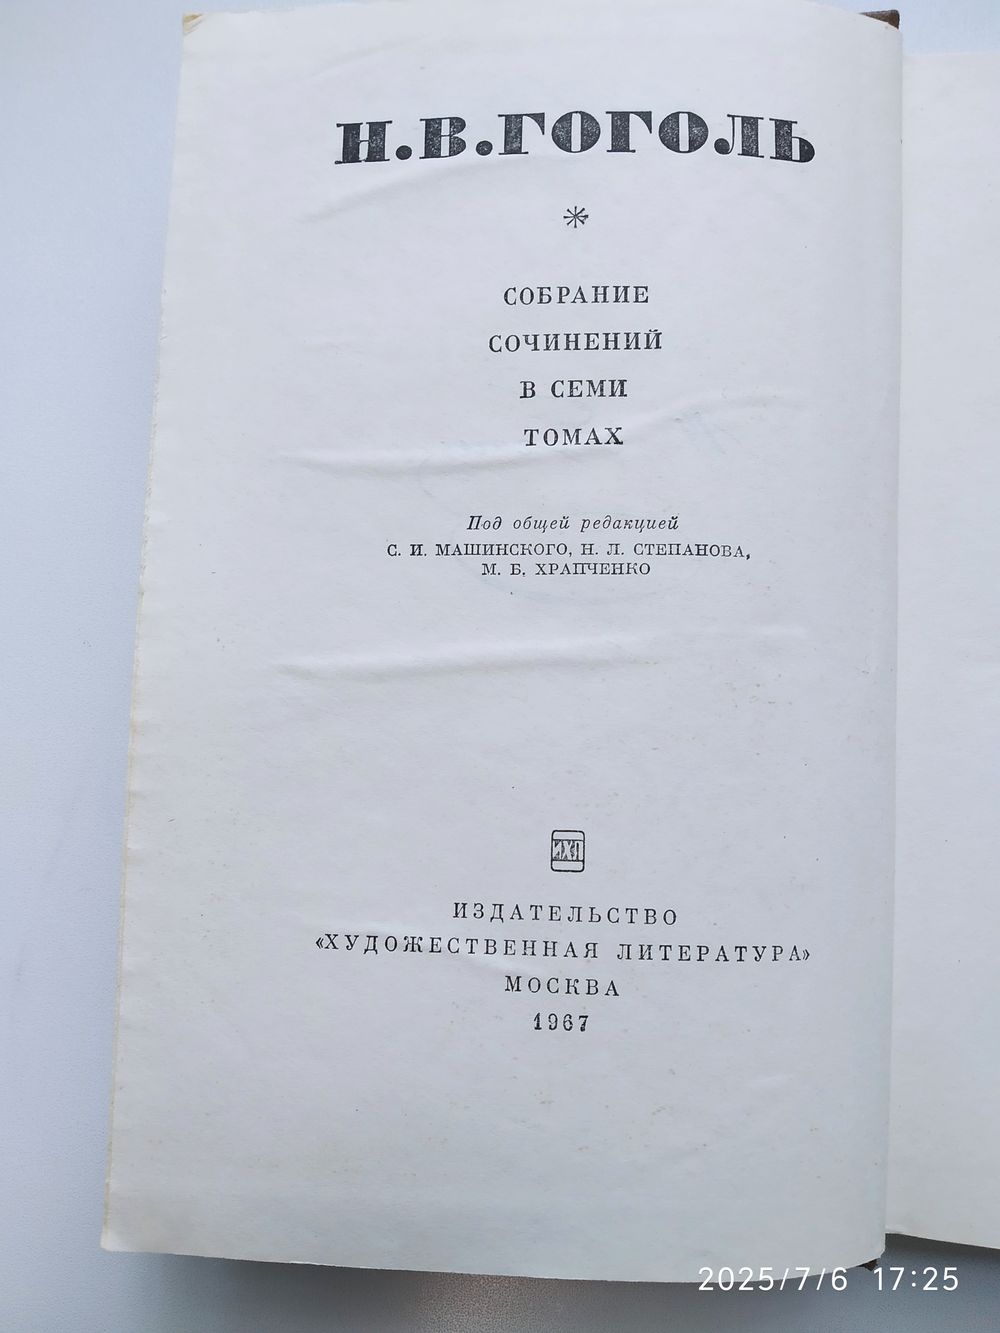 Н.В.ГОГОЛЬ
*
СОБРАНИЕ
СОЧИНЕНИЙ
В СЕМИ
ТОМАХ
Под общей редакцией
С. И. МАШИНСКОГО, Н. Л. СТЕПАНОВА,
М. Б. ХРАПЧЕНКО
ИХЛ
ИЗДАТЕЛЬСТВО
«ХУДОЖЕСТВЕННАЯ ЛИТЕРАТУРА»
МОСКВА
1967
2025/7/6 17:25